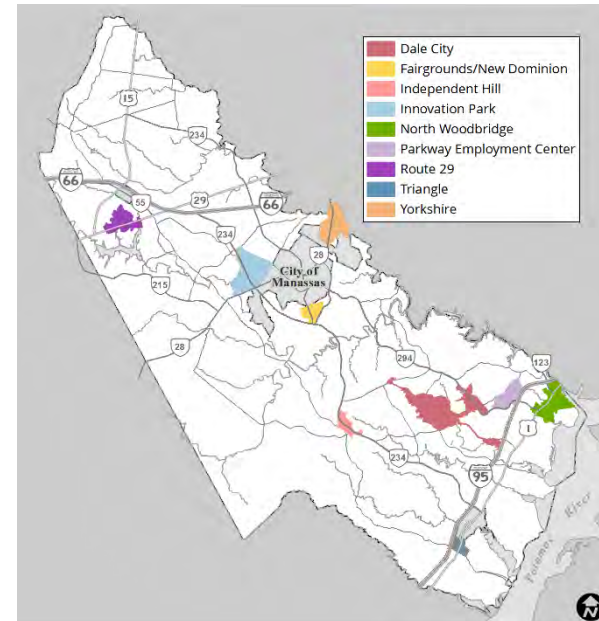 Dale City
Fairgrounds/New Dominion
Independent Hill
Innovation Park
North Woodbridge
Parkway Employment Center
Route 29
Triangle
Yorkshire
15
234
66
55
29
66
234
28
City of
Manassas
215
28
294
123
1
234
95
Potomac River
N